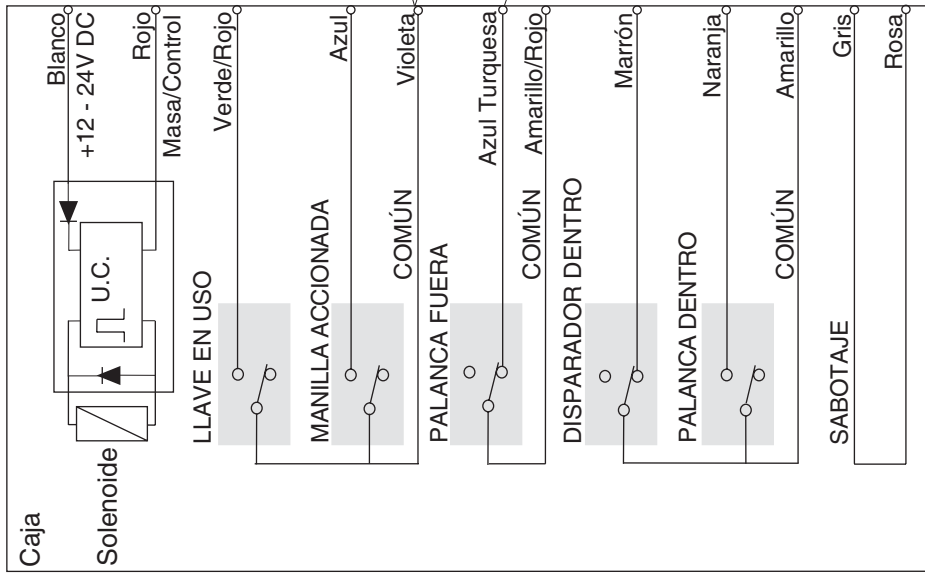 Caja
Solenoide
U.C.
Blanco
+12 - 24V DC
Rojo
Masa/Control
LLAVE EN USO
Verde/Rojo
MANILLA ACCIONADA
Azul
COMÚN
Violeta
PALANCA FUERA
Azul Turquesa
COMÚN
Amarillo/Rojo
DISPARADOR DENTRO
Marrón
PALANCA DENTRO
Naranja
COMÚN
Amarillo
SABOTAJE
Gris
Rosa